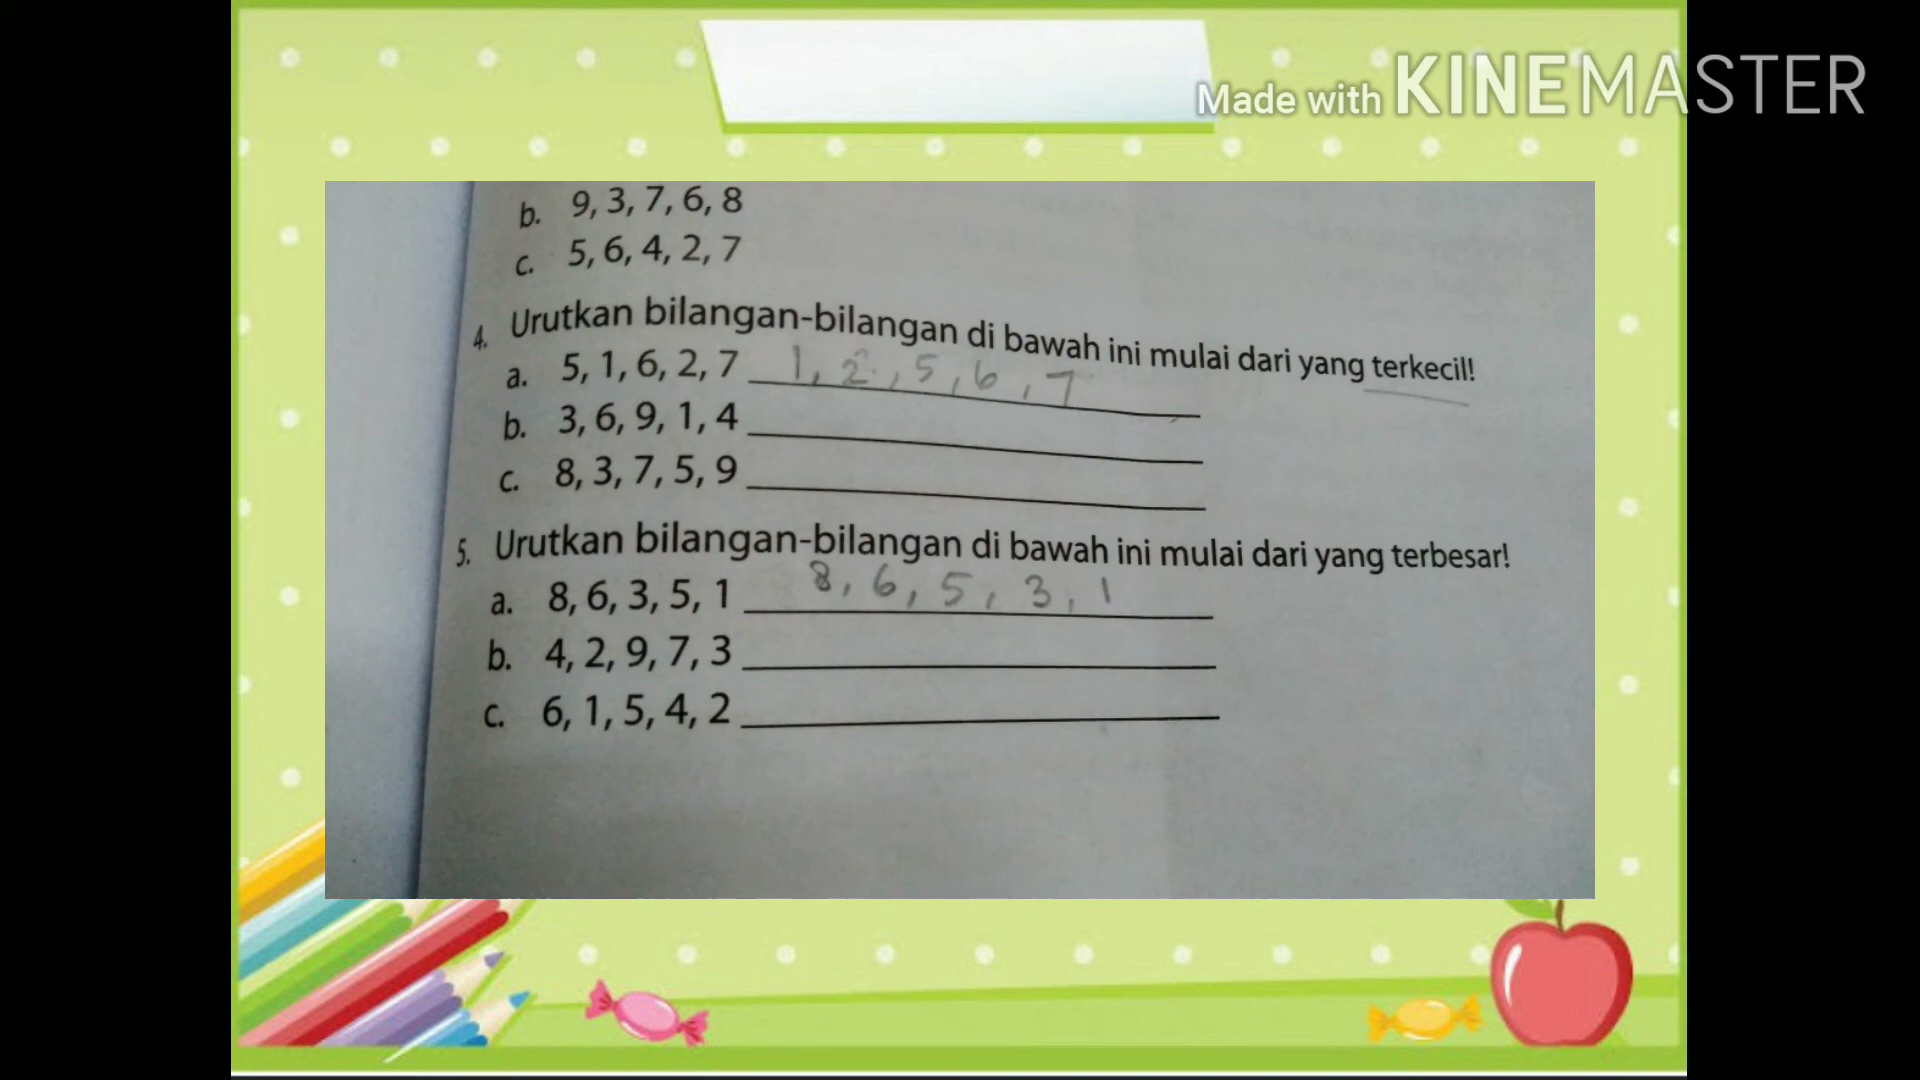 Made with KINEMASTER
b. 9, 3, 7, 6, 8
c. 5, 6, 4, 2, 7
4. Urutkan bilangan-bilangan di bawah ini mulai dari yang terkecil!
a. 5, 1, 6, 2, 7 1, 2, 5, 6, 7
b. 3, 6, 9, 1, 4
c. 8, 3, 7, 5, 9
5. Urutkan bilangan-bilangan di bawah ini mulai dari yang terbesar!
a. 8, 6, 3, 5, 1 8, 6, 5, 3, 1
b. 4, 2, 9, 7, 3
c. 6, 1, 5, 4, 2